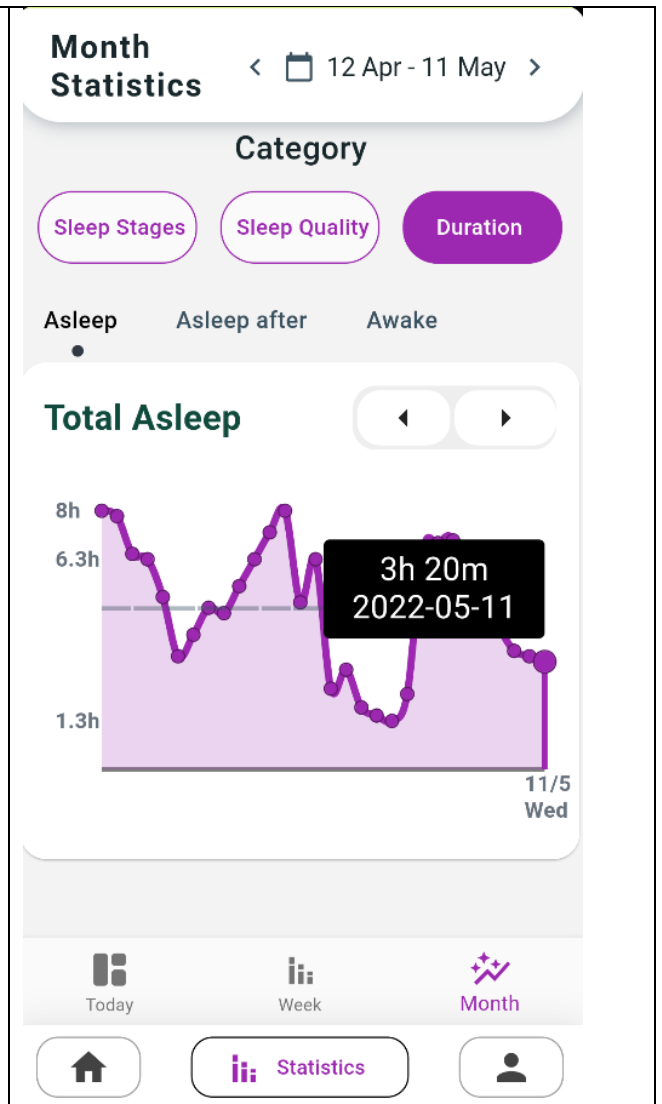 Month
Statistics
12 Apr - 11 May
Category
Sleep Stages
Sleep Quality
Duration
Asleep
Asleep after
Awake
Total Asleep
8h
6.3h
3h 20m
2022-05-11
1.3h
11/5
Wed
Today
Week
Month
Statistics